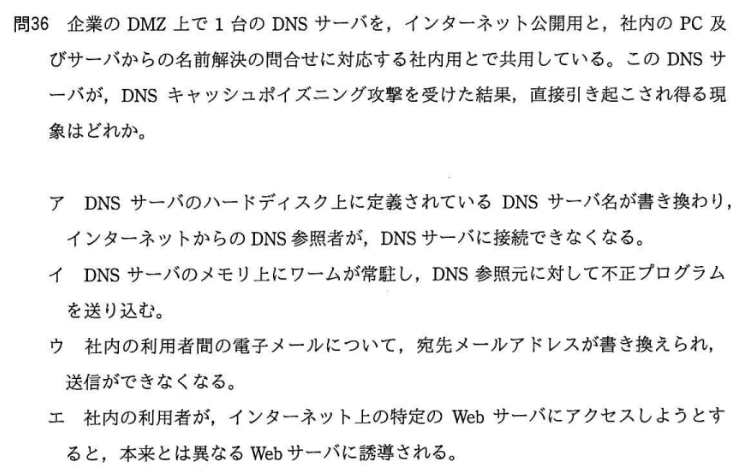 問36 企業の DMZ 上で 1 台の DNS サーバを，インターネット公開用と，社内の PC 及
びサーバからの名前解決の問合せに対応する社内用とで共用している。この DNS サ
ーバが，DNS キャッシュポイズニング攻撃を受けた結果，直接引き起こされ得る現
象はどれか。
ア DNS サーバのハードディスク上に定義されている DNS サーバ名が書き換わり，
インターネットからの DNS 参照者が，DNS サーバに接続できなくなる。
イ DNS サーバのメモリ上にワームが常駐し，DNS 参照元に対して不正プログラム
を送り込む。
ウ 社内の利用者間の電子メールについて，宛先メールアドレスが書き換えられ，
送信ができなくなる。
エ 社内の利用者が，インターネット上の特定の Web サーバにアクセスしようとす
ると，本来とは異なる Web サーバに誘導される。